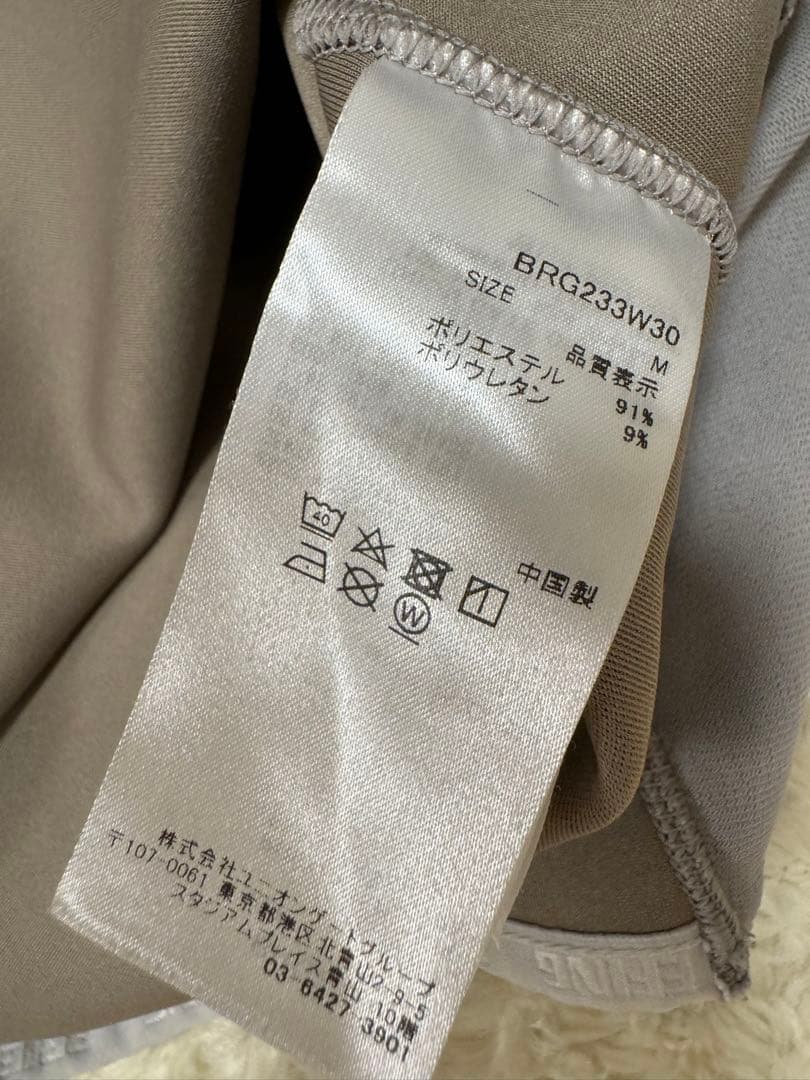 BRG233W30
SIZE M
品質表示
ポリエステル 91%
ポリウレタン 9%
40
W
中国製
株式会社ユニオンゲートグループ
〒107-0061 東京都港区北青山2-9-5
スタジアムプレイス青山 10階
03-6427-3901